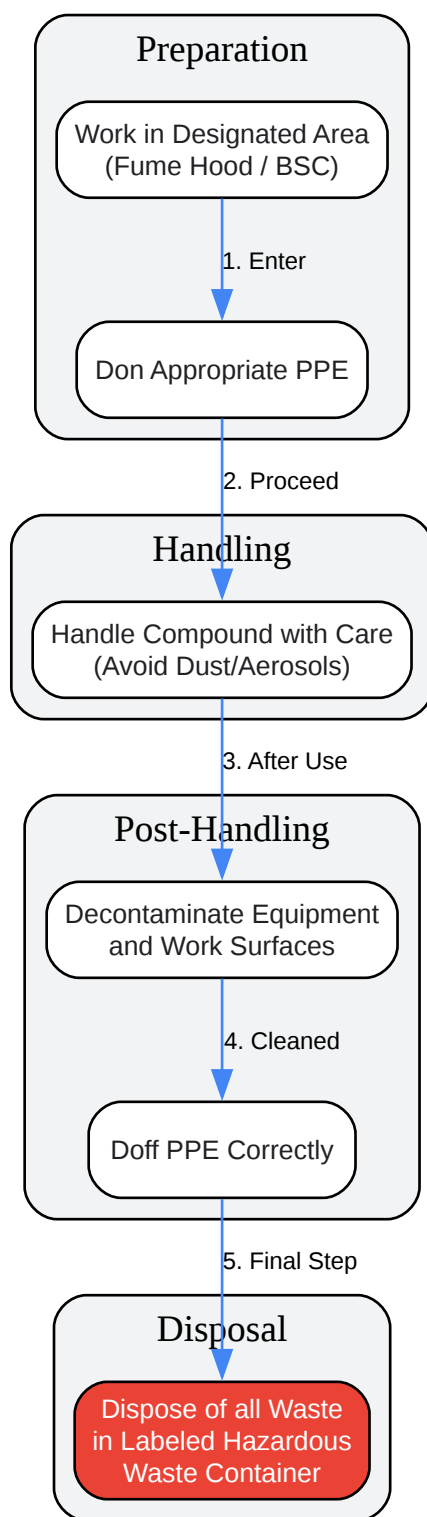 Preparation
Work in Designated Area
(Fume Hood / BSC)
1. Enter
Don Appropriate PPE
2. Proceed
Handling
Handle Compound with Care
(Avoid Dust/Aerosols)
3. After Use
Post-Handling
Decontaminate Equipment
and Work Surfaces
4. Cleaned
Doff PPE Correctly
5. Final Step
Disposal
Dispose of all Waste
in Labeled Hazardous
Waste Container